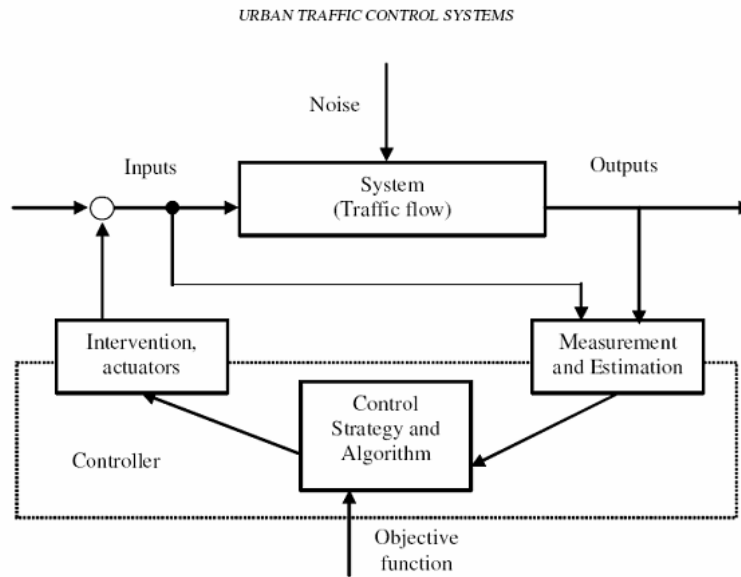 URBAN TRAFFIC CONTROL SYSTEMS
Noise
Inputs
System
(Traffic flow)
Outputs
Intervention,
actuators
Measurement
and Estimation
Control
Strategy and
Algorithm
Controller
Objective
function